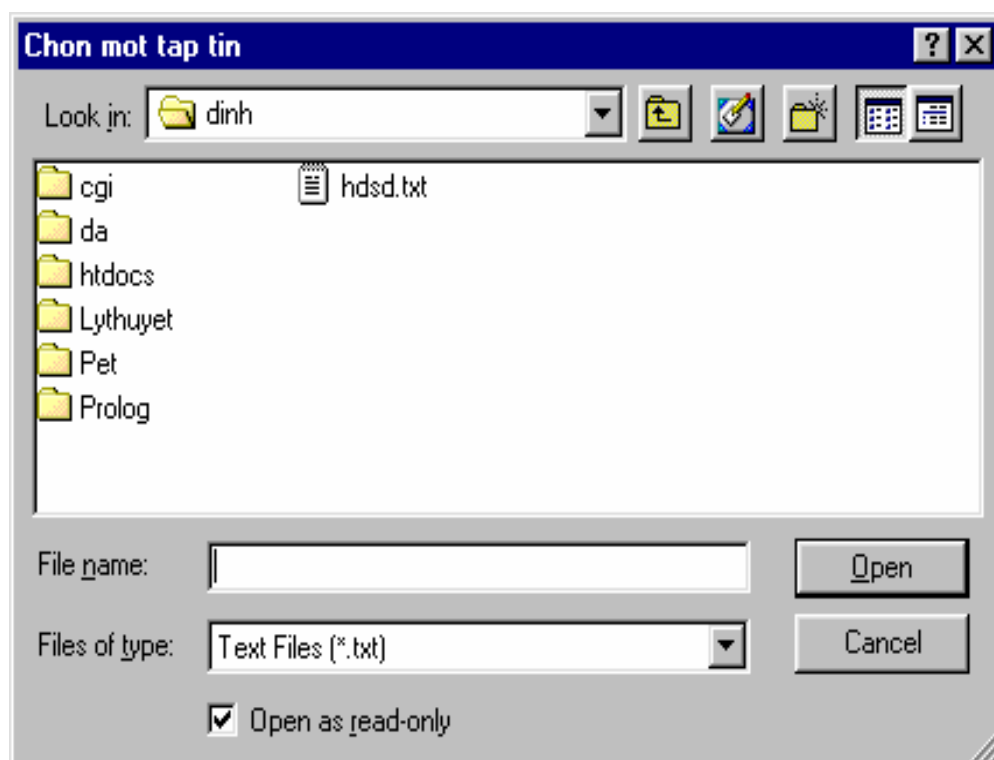 Chon mot tap tin
Look in: dinh
cgi hdsd.txt
da
htdocs
Lythuyet
Pet
Prolog
File name: Open
Files of type: Text Files (*.txt) Cancel
Open as read-only